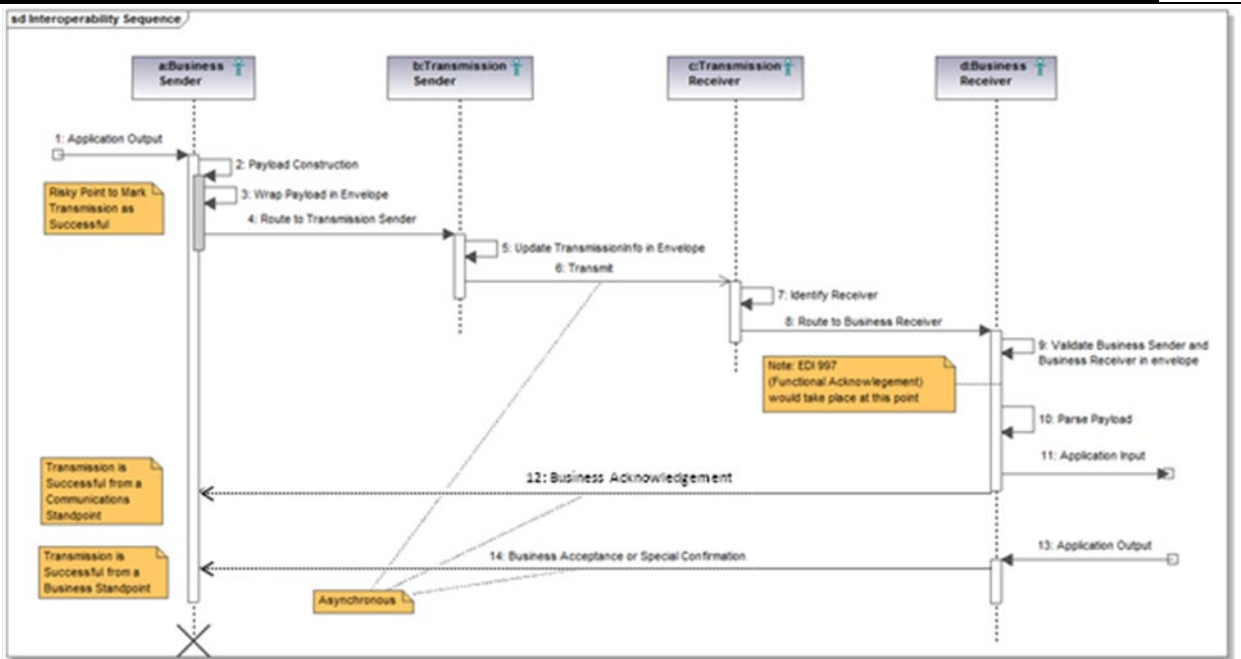 sd Interoperability Sequence
a:Business
Sender
b:Transmission
Sender
c:Transmission
Receiver
d:Business
Receiver
1: Application Output
2: Payload Construction
Risky Point to Mark
Transmission as
Successful
3: Wrap Payload in Envelope
4: Route to Transmission Sender
5: Update TransmissionInfo in Envelope
6: Transmit
7: Identify Receiver
8: Route to Business Receiver
9: Validate Business Sender and
Business Receiver in envelope
Note: EDI 997
(Functional Acknowlegement)
would take place at this point
10: Parse Payload
11: Application Input
Transmission is
Successful from a
Communications
Standpoint
12: Business Acknowledgement
13: Application Output
Transmission is
Successful from a
Business Standpoint
14: Business Acceptance or Special Confirmation
Asynchronous